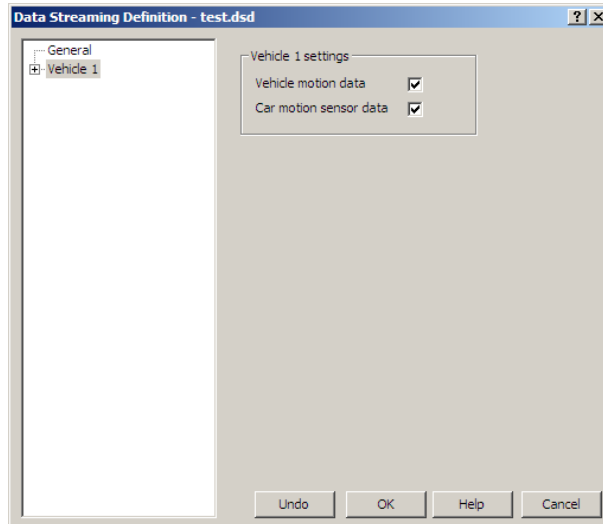 Data Streaming Definition - test.dsd
General
Vehicle 1
Vehicle 1 settings
Vehicle motion data
Car motion sensor data
Undo OK Help Cancel